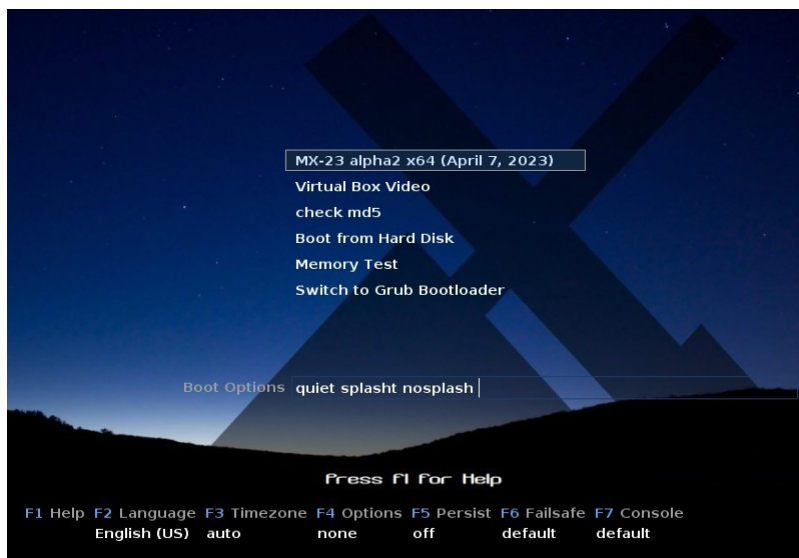 MX-23 alpha2 x64 (April 7, 2023)
Virtual Box Video
check md5
Boot from Hard Disk
Memory Test
Switch to Grub Bootloader
Boot Options quiet splasht nosplash
Press F1 for Help
F1 Help F2 Language F3 Timezone F4 Options F5 Persist F6 Failsafe F7 Console
English (US) auto none off default default